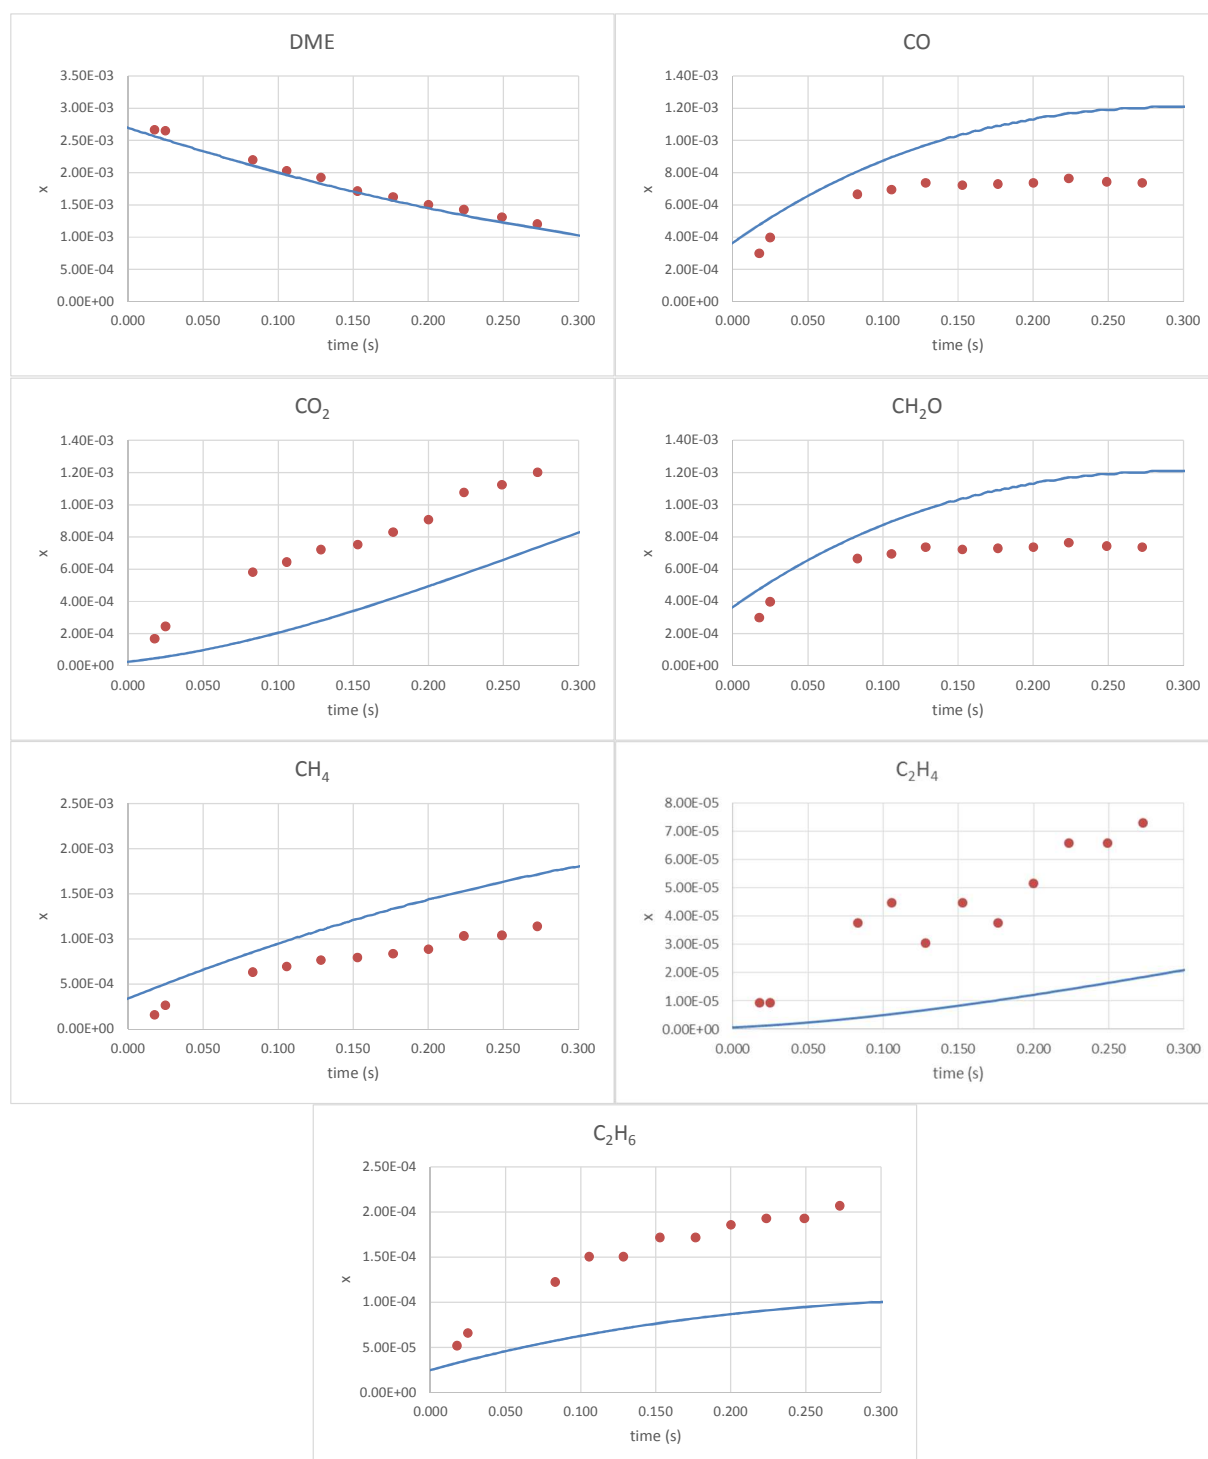 DME
3.50E-03
3.00E-03
2.50E-03
2.00E-03
x
1.50E-03
1.00E-03
5.00E-04
0.00E+00
0.000 0.050 0.100 0.150 0.200 0.250 0.300
time (s)
CO
1.40E-03
1.20E-03
1.00E-03
8.00E-04
x
6.00E-04
4.00E-04
2.00E-04
0.00E+00
0.000 0.050 0.100 0.150 0.200 0.250 0.300
time (s)
CO2
1.40E-03
1.20E-03
1.00E-03
8.00E-04
x
6.00E-04
4.00E-04
2.00E-04
0.00E+00
0.000 0.050 0.100 0.150 0.200 0.250 0.300
time (s)
CH2O
1.40E-03
1.20E-03
1.00E-03
8.00E-04
x
6.00E-04
4.00E-04
2.00E-04
0.00E+00
0.000 0.050 0.100 0.150 0.200 0.250 0.300
time (s)
CH4
2.50E-03
2.00E-03
1.50E-03
x
1.00E-03
5.00E-04
0.00E+00
0.000 0.050 0.100 0.150 0.200 0.250 0.300
time (s)
C2H4
8.00E-05
7.00E-05
6.00E-05
5.00E-05
x
4.00E-05
3.00E-05
2.00E-05
1.00E-05
0.00E+00
0.000 0.050 0.100 0.150 0.200 0.250 0.300
time (s)
C2H6
2.50E-04
2.00E-04
1.50E-04
x
1.00E-04
5.00E-05
0.00E+00
0.000 0.050 0.100 0.150 0.200 0.250 0.300
time (s)